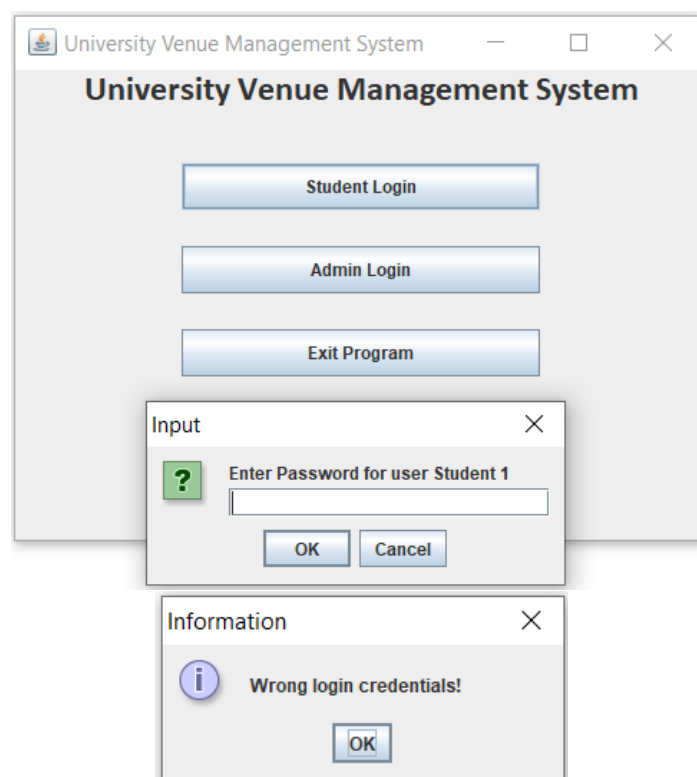 University Venue Management System
University Venue Management System
Student Login
Admin Login
Exit Program
Input
?
Enter Password for user Student 1
OK Cancel
Information
i
Wrong login credentials!
OK